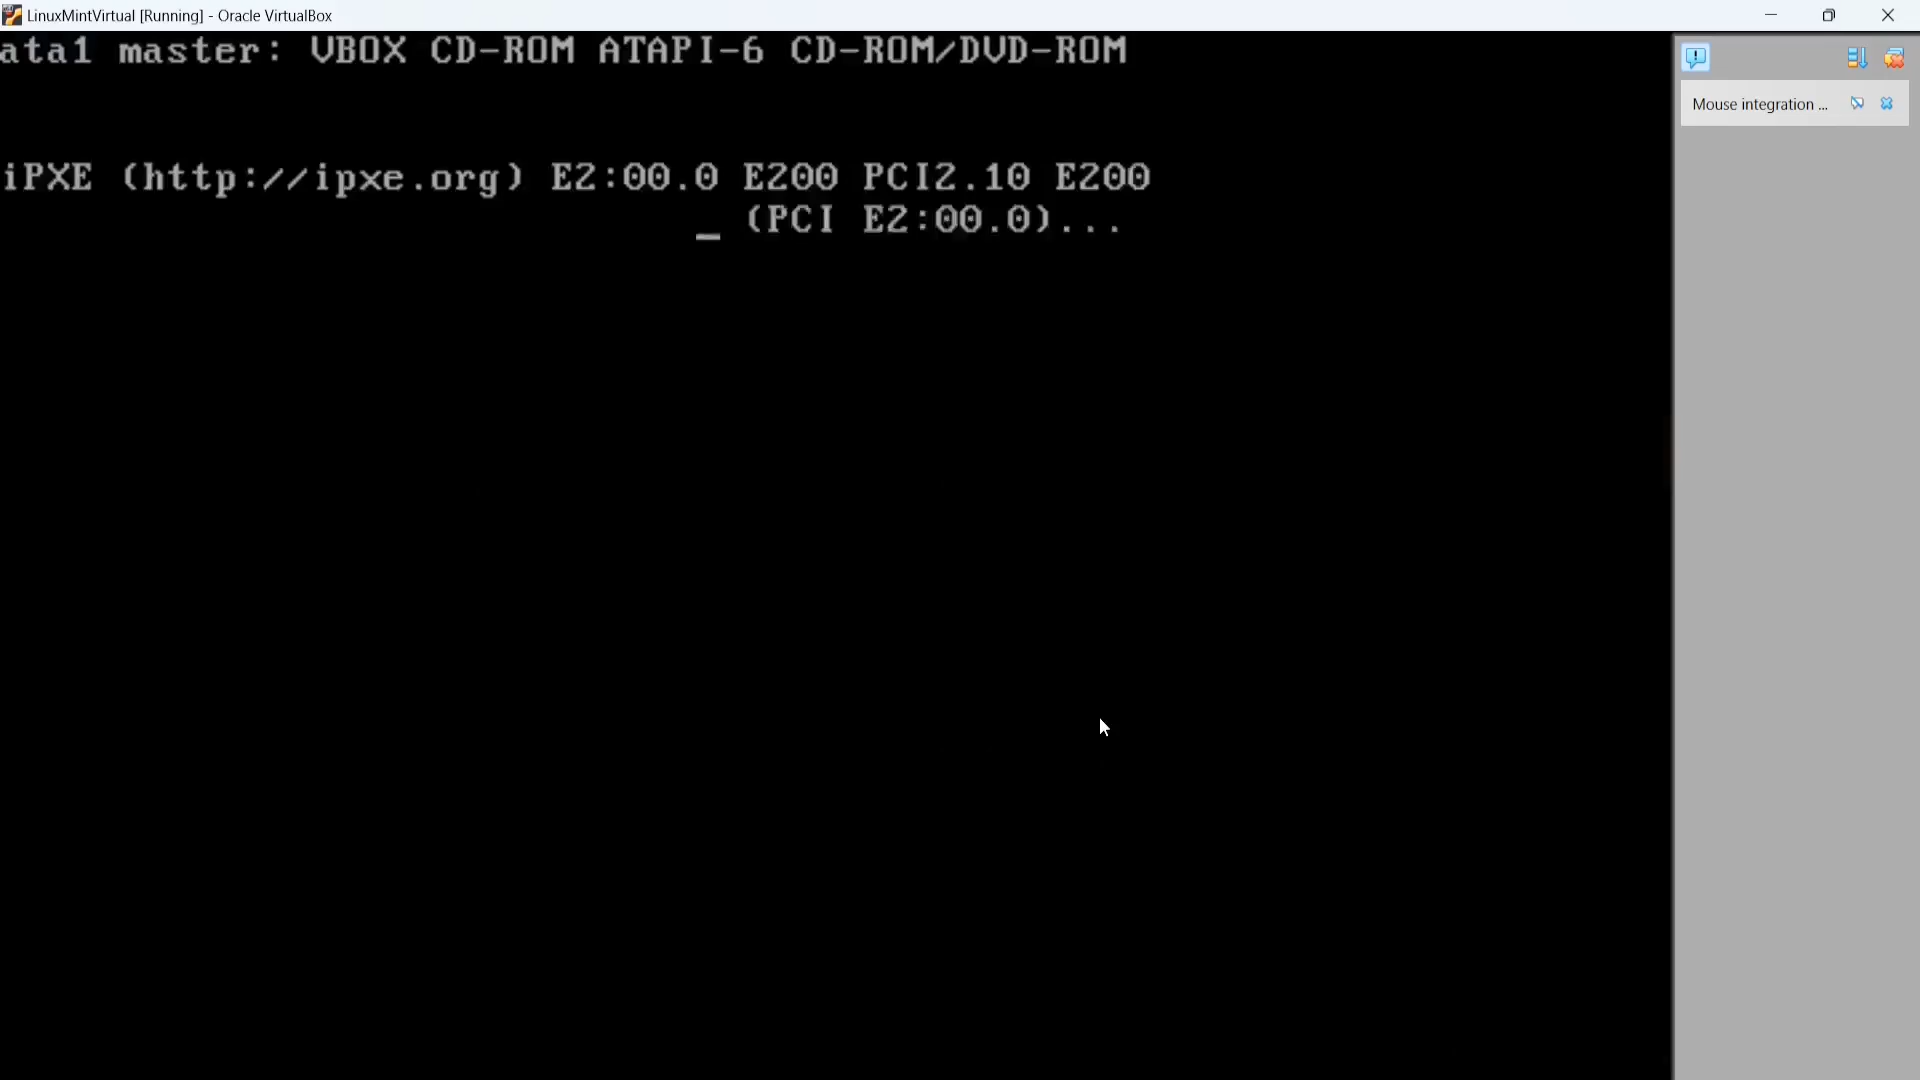 LinuxMintVirtual [Running] - Oracle VirtualBox
ata1 master: VBOX CD-ROM ATAPI-6 CD-ROM/DVD-ROM
Mouse integration ...
iPXE (http://ipxe.org) E2:00.0 E200 PCI2.10 E200
_ (PCI E2:00.0)...